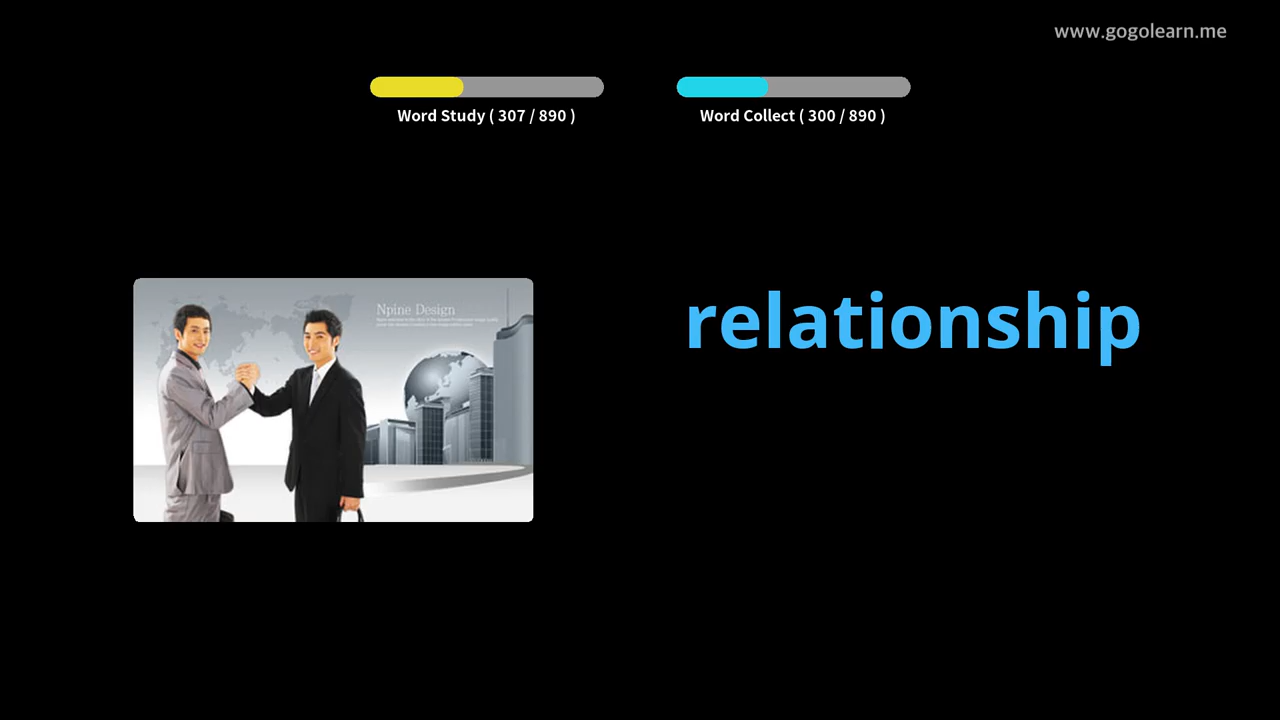 www.gogolearn.me
Word Study ( 307 / 890 )
Word Collect ( 300 / 890 )
relationship
Npine Design